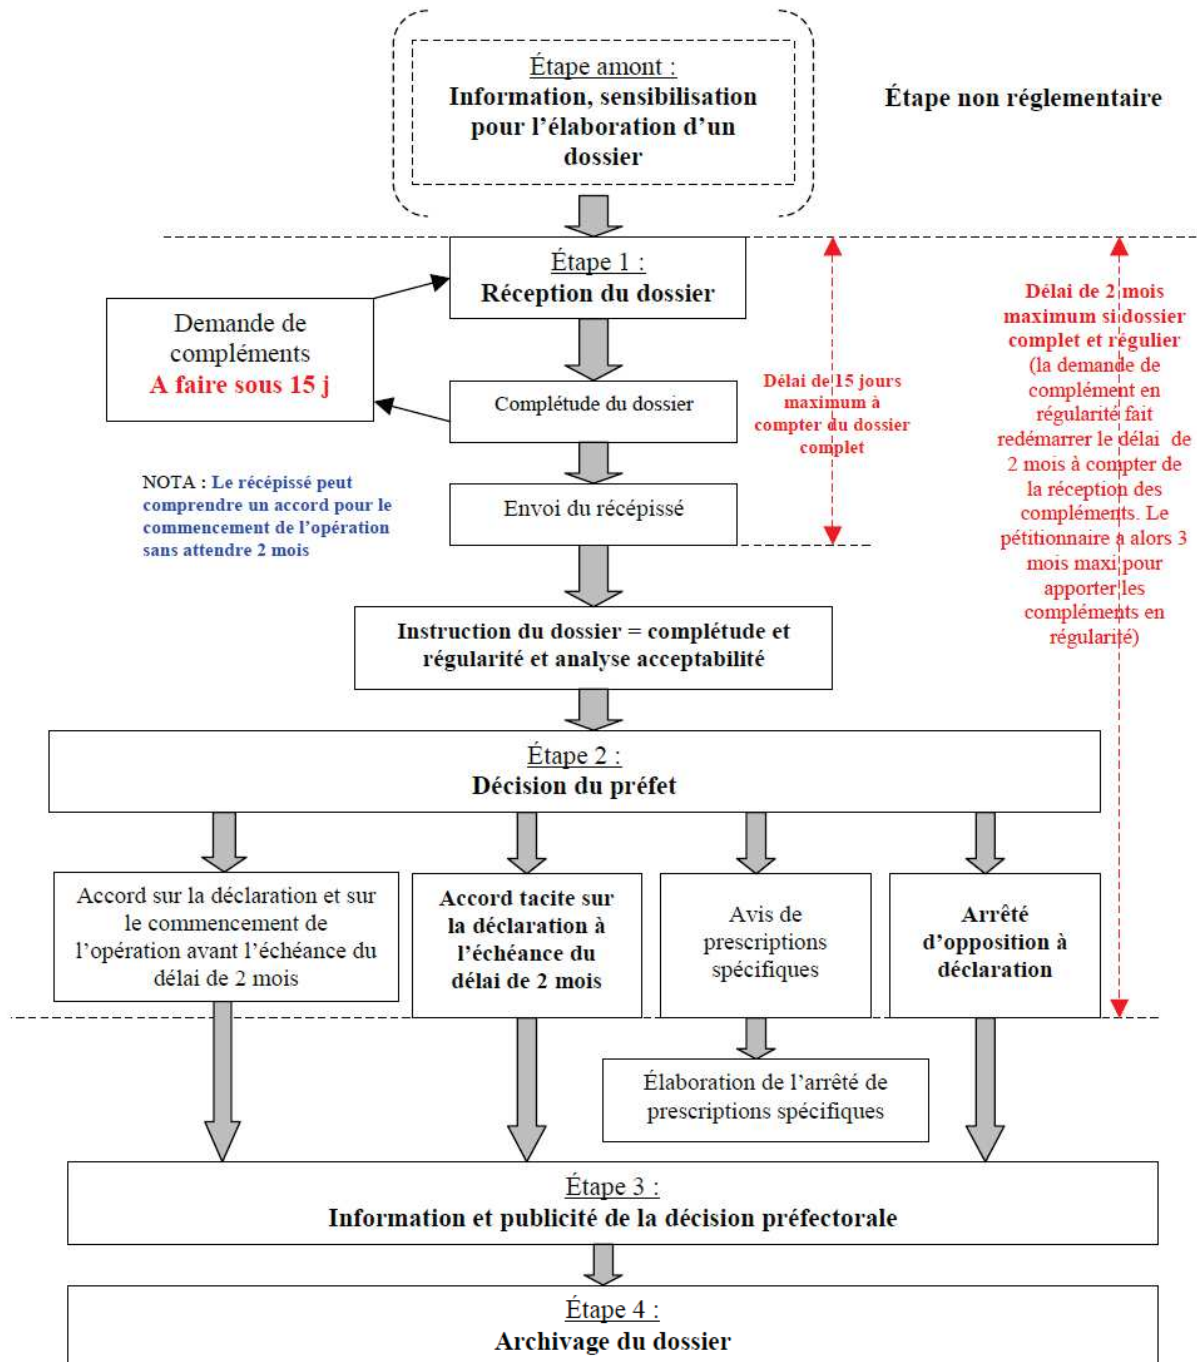 Étape amont :
Information, sensibilisation
pour l’élaboration d’un
dossier
Étape non réglementaire
Étape 1 :
Réception du dossier
Demande de
compléments
A faire sous 15 j
Complétude du dossier
Envoi du récépissé
NOTA : Le récépissé peut
comprendre un accord pour le
commencement de l’opération
sans attendre 2 mois
Délai de 15 jours
maximum à
compter du dossier
complet
Délai de 2 mois
maximum si dossier
complet et régulier
(la demande de
complément en
régularité fait
redémarrer le délai de
2 mois à compter de
la réception des
compléments. Le
pétitionnaire a alors 3
mois maxi pour
apporter les
compléments en
régularité)
Instruction du dossier = complétude et
régularité et analyse acceptabilité
Étape 2 :
Décision du préfet
Accord sur la déclaration et sur
le commencement de
l’opération avant l’échéance du
délai de 2 mois
Accord tacite sur
la déclaration à
l’échéance du
délai de 2 mois
Avis de
prescriptions
spécifiques
Arrêté
d’opposition à
déclaration
Élaboration de l’arrêté de
prescriptions spécifiques
Étape 3 :
Information et publicité de la décision préfectorale
Étape 4 :
Archivage du dossier